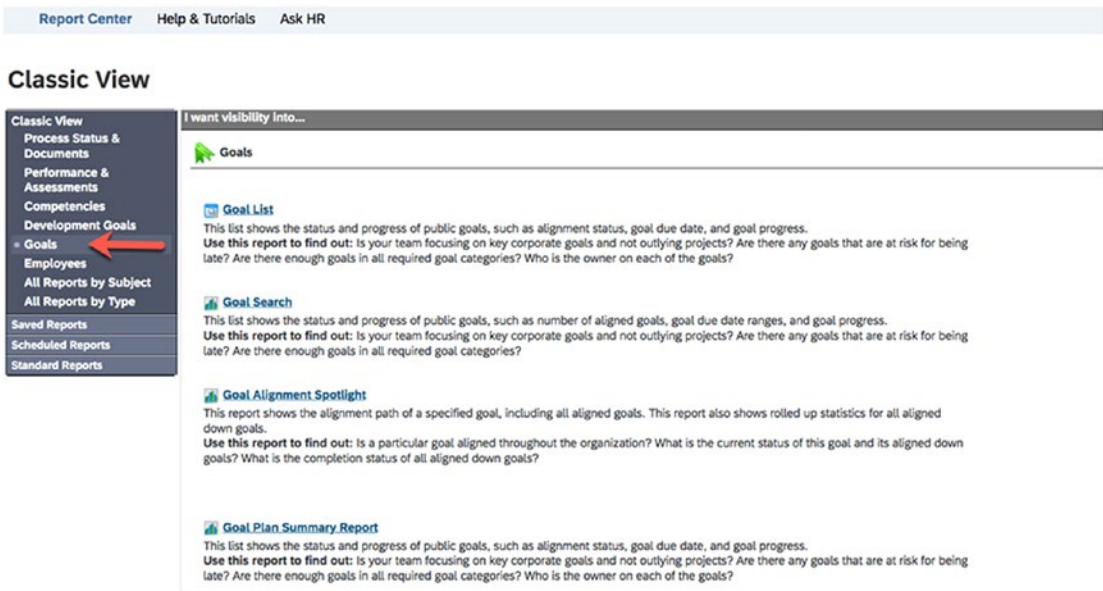 Report Center Help & Tutorials Ask HR
Classic View
Classic View
Process Status &
Documents
Performance &
Assessments
Competencies
Development Goals
Goals
Employees
All Reports by Subject
All Reports by Type
Saved Reports
Scheduled Reports
Standard Reports
I want visibility into...
Goals
Goal List
This list shows the status and progress of public goals, such as alignment status, goal due date, and goal progress.
Use this report to find out: Is your team focusing on key corporate goals and not outlying projects? Are there any goals that are at risk for being
late? Are there enough goals in all required goal categories? Who is the owner on each of the goals?
Goal Search
This list shows the status and progress of public goals, such as number of aligned goals, goal due date ranges, and goal progress.
Use this report to find out: Is your team focusing on key corporate goals and not outlying projects? Are there any goals that are at risk for being
late? Are there enough goals in all required goal categories?
Goal Alignment Spotlight
This report shows the alignment path of a specified goal, including all aligned goals. This report also shows rolled up statistics for all aligned
down goals.
Use this report to find out: Is a particular goal aligned throughout the organization? What is the current status of this goal and its aligned down
goals? What is the completion status of all aligned down goals?
Goal Plan Summary Report
This list shows the status and progress of public goals, such as alignment status, goal due date, and goal progress.
Use this report to find out: Is your team focusing on key corporate goals and not outlying projects? Are there any goals that are at risk for being
late? Are there enough goals in all required goal categories? Who is the owner on each of the goals?